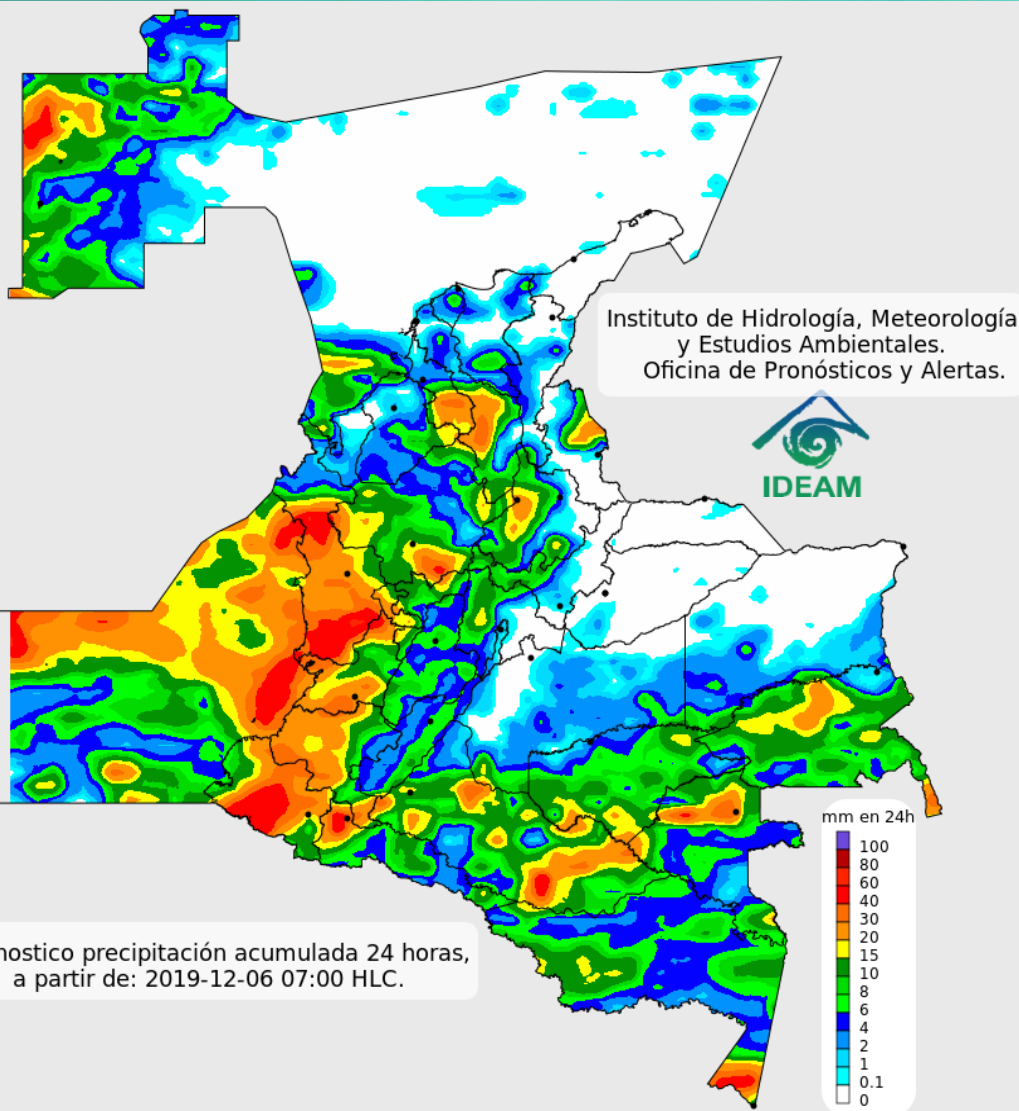 Instituto de Hidrología, Meteorología
y Estudios Ambientales.
Oficina de Pronósticos y Alertas.
IDEAM
mm en 24h
100
80
60
40
30
20
15
10
8
6
4
2
1
0.1
0
nostico precipitación acumulada 24 horas,
a partir de: 2019-12-06 07:00 HLC.